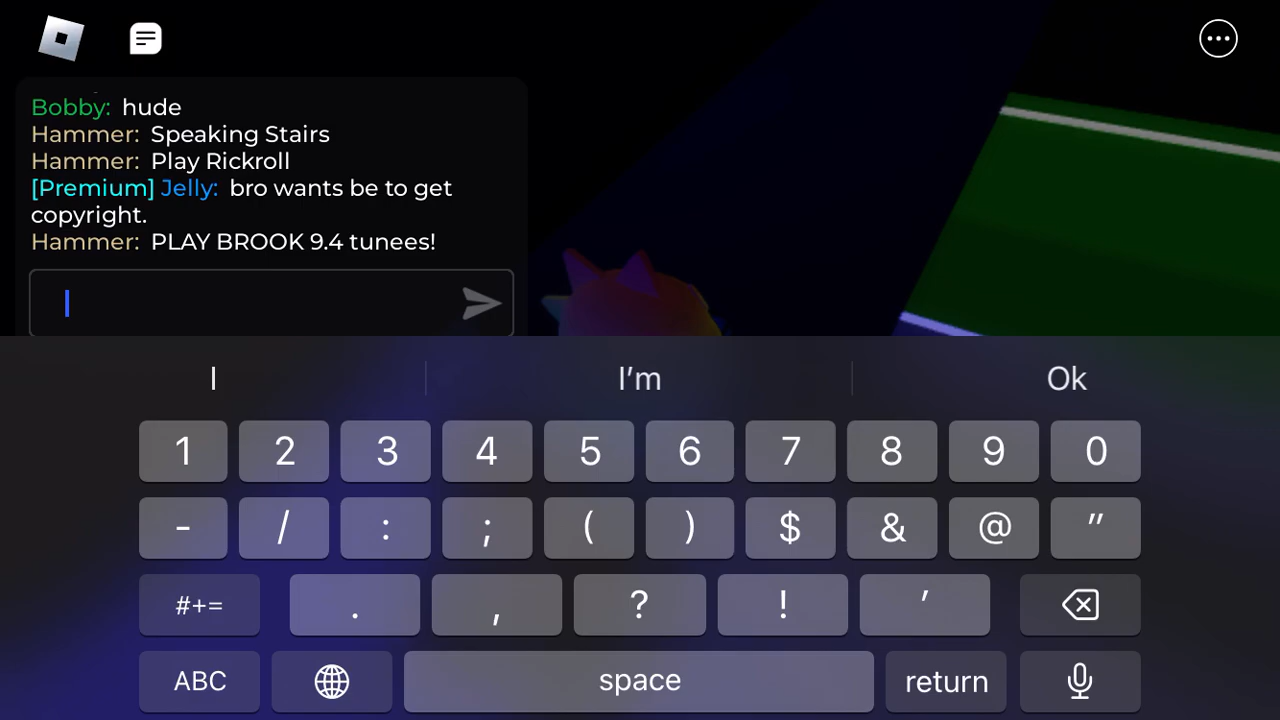 Bobby: hude
Hammer: Speaking Stairs
Hammer: Play Rickroll
[Premium] Jelly: bro wants be to get
copyright.
Hammer: PLAY BROOK 9.4 tunees!
I I’m Ok
1 2 3 4 5 6 7 8 9 0
- / : ; ( ) $ & @ "
#+= . , ? ! ’
ABC space return